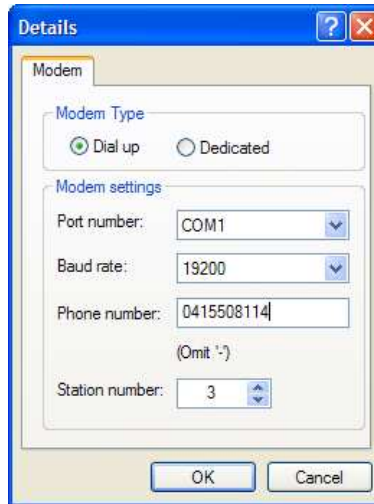 Details
Modem
Modem Type
Dial up Dedicated
Modem settings
Port number: COM1
Baud rate: 19200
Phone number: 0415508114
(Omit '-')
Station number: 3
OK Cancel